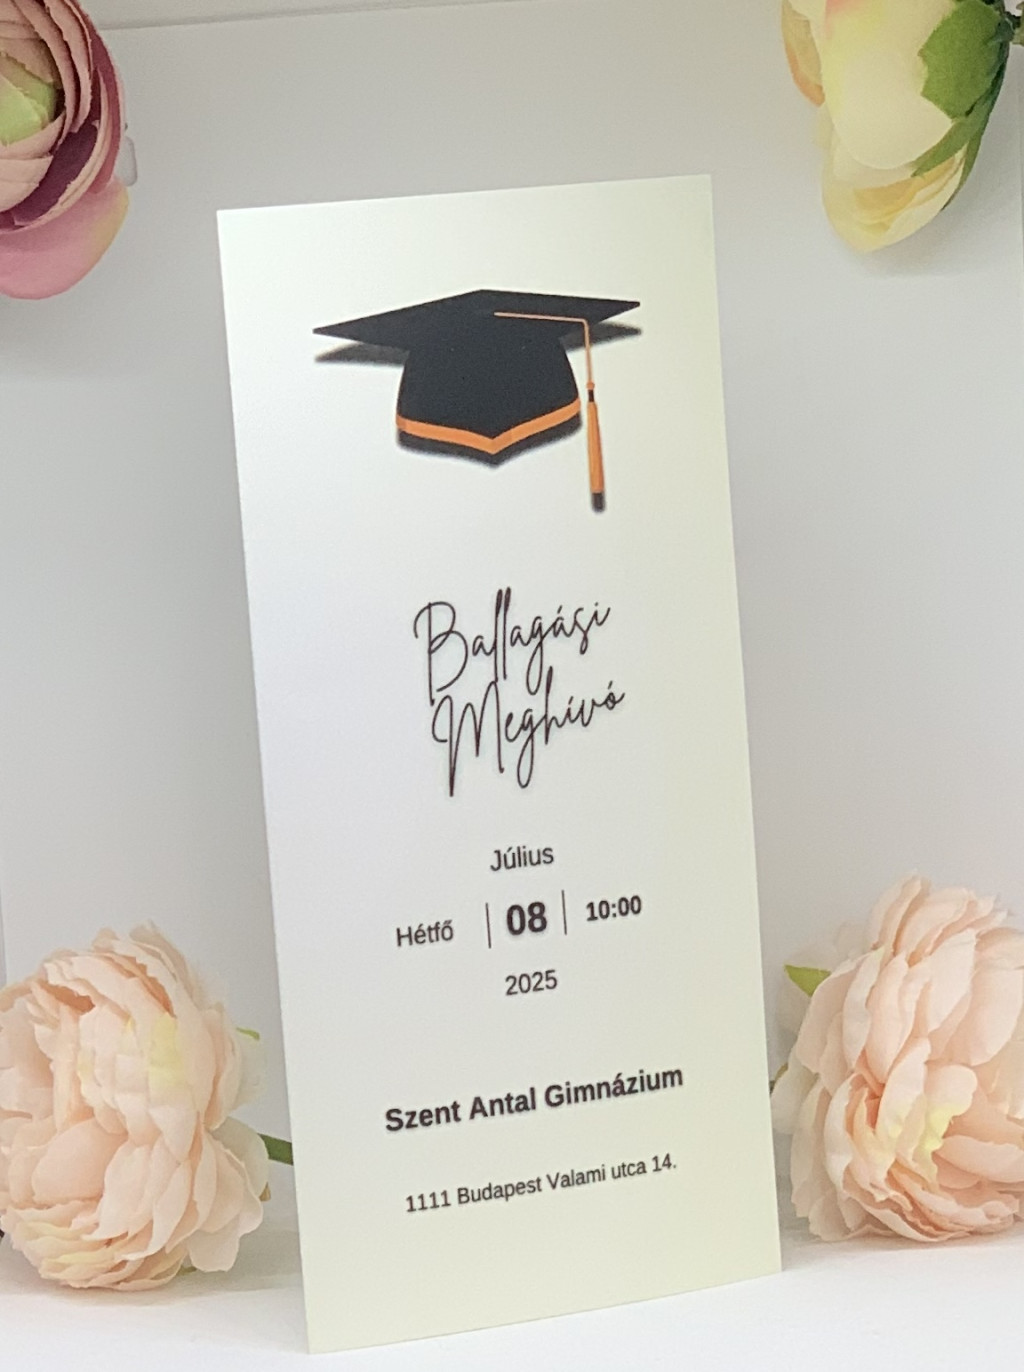 Ballagási
Meghívó
Július
Hétfő | 08 | 10:00
2025
Szent Antal Gimnázium
1111 Budapest Valami utca 14.